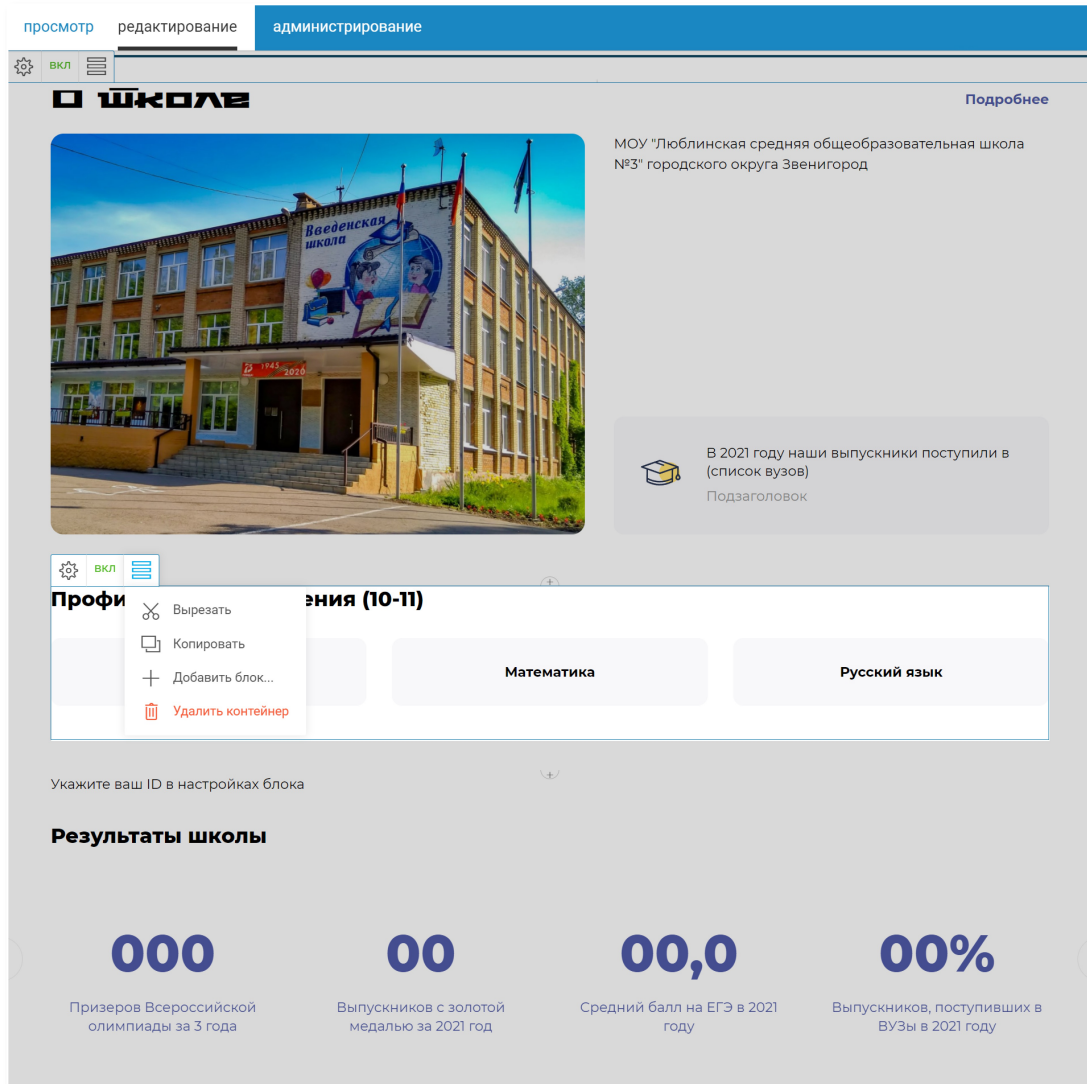 просмотр редактирование администрирование
вкл
О школе
Подробнее
МОУ "Люблинская средняя общеобразовательная школа
№3" городского округа Звенигород
Введенская
школа
1945
2020
В 2021 году наши выпускники поступили в
(список вузов)
Подзаголовок
вкл
ения (10-11)
Вырезать
Копировать
Добавить блок...
Удалить контейнер
Математика
Русский язык
Укажите ваш ID в настройках блока
Результаты школы
000
Призеров Всероссийской
олимпиады за 3 года
00
Выпускников с золотой
медалью за 2021 год
00,0
Средний балл на ЕГЭ в 2021
году
00%
Выпускников, поступивших в
ВУЗы в 2021 году